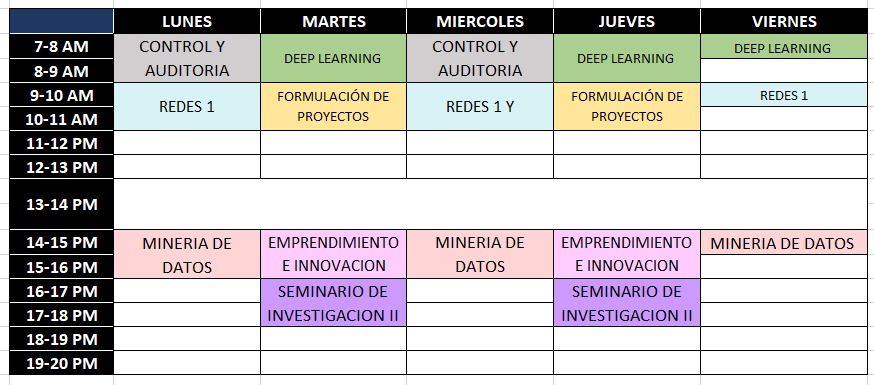 LUNES MARTES MIERCOLES JUEVES VIERNES
7-8 AM CONTROL Y AUDITORIA DEEP LEARNING CONTROL Y AUDITORIA DEEP LEARNING DEEP LEARNING
8-9 AM
9-10 AM REDES 1 FORMULACIÓN DE PROYECTOS REDES 1 Y FORMULACIÓN DE PROYECTOS REDES 1
10-11 AM
11-12 PM
12-13 PM
13-14 PM
14-15 PM MINERIA DE DATOS EMPRENDIMIENTO E INNOVACION MINERIA DE DATOS EMPRENDIMIENTO E INNOVACION MINERIA DE DATOS
15-16 PM
16-17 PM SEMINARIO DE INVESTIGACION II SEMINARIO DE INVESTIGACION II
17-18 PM
18-19 PM
19-20 PM